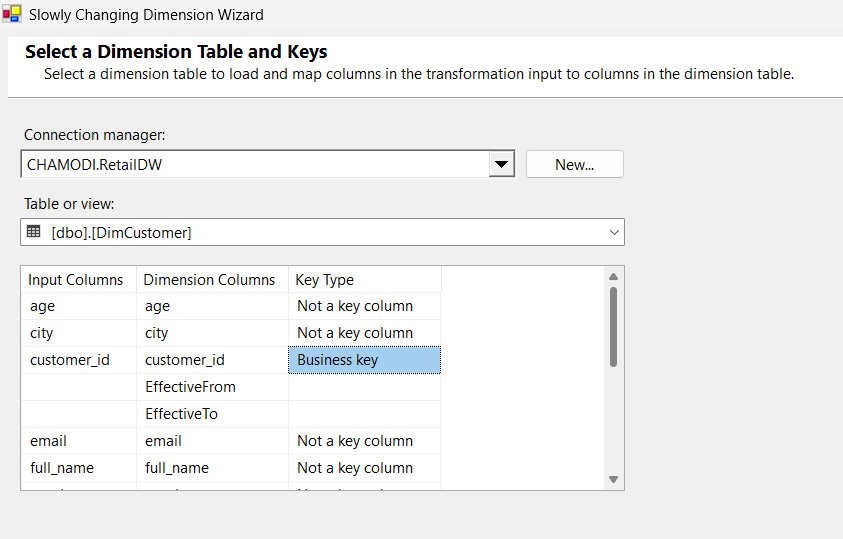 Slowly Changing Dimension Wizard
Select a Dimension Table and Keys
Select a dimension table to load and map columns in the transformation input to columns in the dimension table.
Connection manager:
CHAMODI.RetailDW
New...
Table or view:
[dbo].[DimCustomer]
Input Columns Dimension Columns Key Type
age age Not a key column
city city Not a key column
customer_id customer_id Business key
EffectiveFrom
EffectiveTo
email email Not a key column
full_name full_name Not a key column